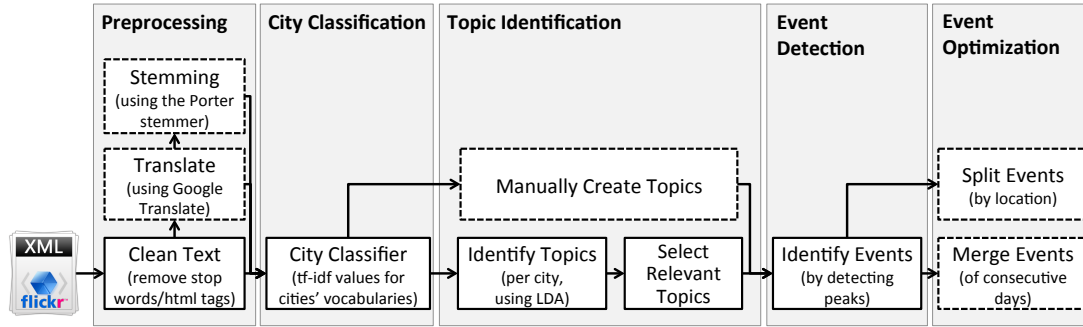 Preprocessing
City Classification
Topic Identification
Event
Detection
Event
Optimization
Stemming
(using the Porter
stemmer)
Translate
(using Google
Translate)
Manually Create Topics
Split Events
(by location)
XML
flickr
Clean Text
(remove stop
words/html tags)
City Classifier
(tf-idf values for
cities' vocabularies)
Identify Topics
(per city,
using LDA)
Select
Relevant
Topics
Identify Events
(by detecting
peaks)
Merge Events
(of consecutive
days)